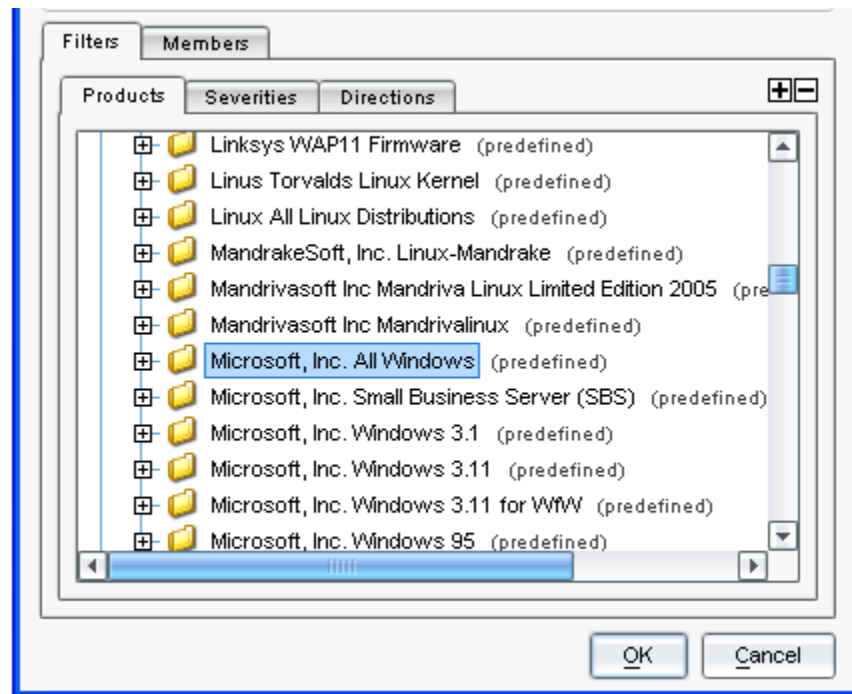 Filters Members
Products Severities Directions
Linksys WAP11 Firmware (predefined)
Linus Torvalds Linux Kernel (predefined)
Linux All Linux Distributions (predefined)
MandrakeSoft, Inc. Linux-Mandrake (predefined)
Mandrivasoft Inc Mandriva Linux Limited Edition 2005 (pre
Mandrivasoft Inc Mandrivalinux (predefined)
Microsoft, Inc. All Windows (predefined)
Microsoft, Inc. Small Business Server (SBS) (predefined)
Microsoft, Inc. Windows 3.1 (predefined)
Microsoft, Inc. Windows 3.11 (predefined)
Microsoft, Inc. Windows 3.11 for WfW (predefined)
Microsoft, Inc. Windows 95 (predefined)
OK Cancel